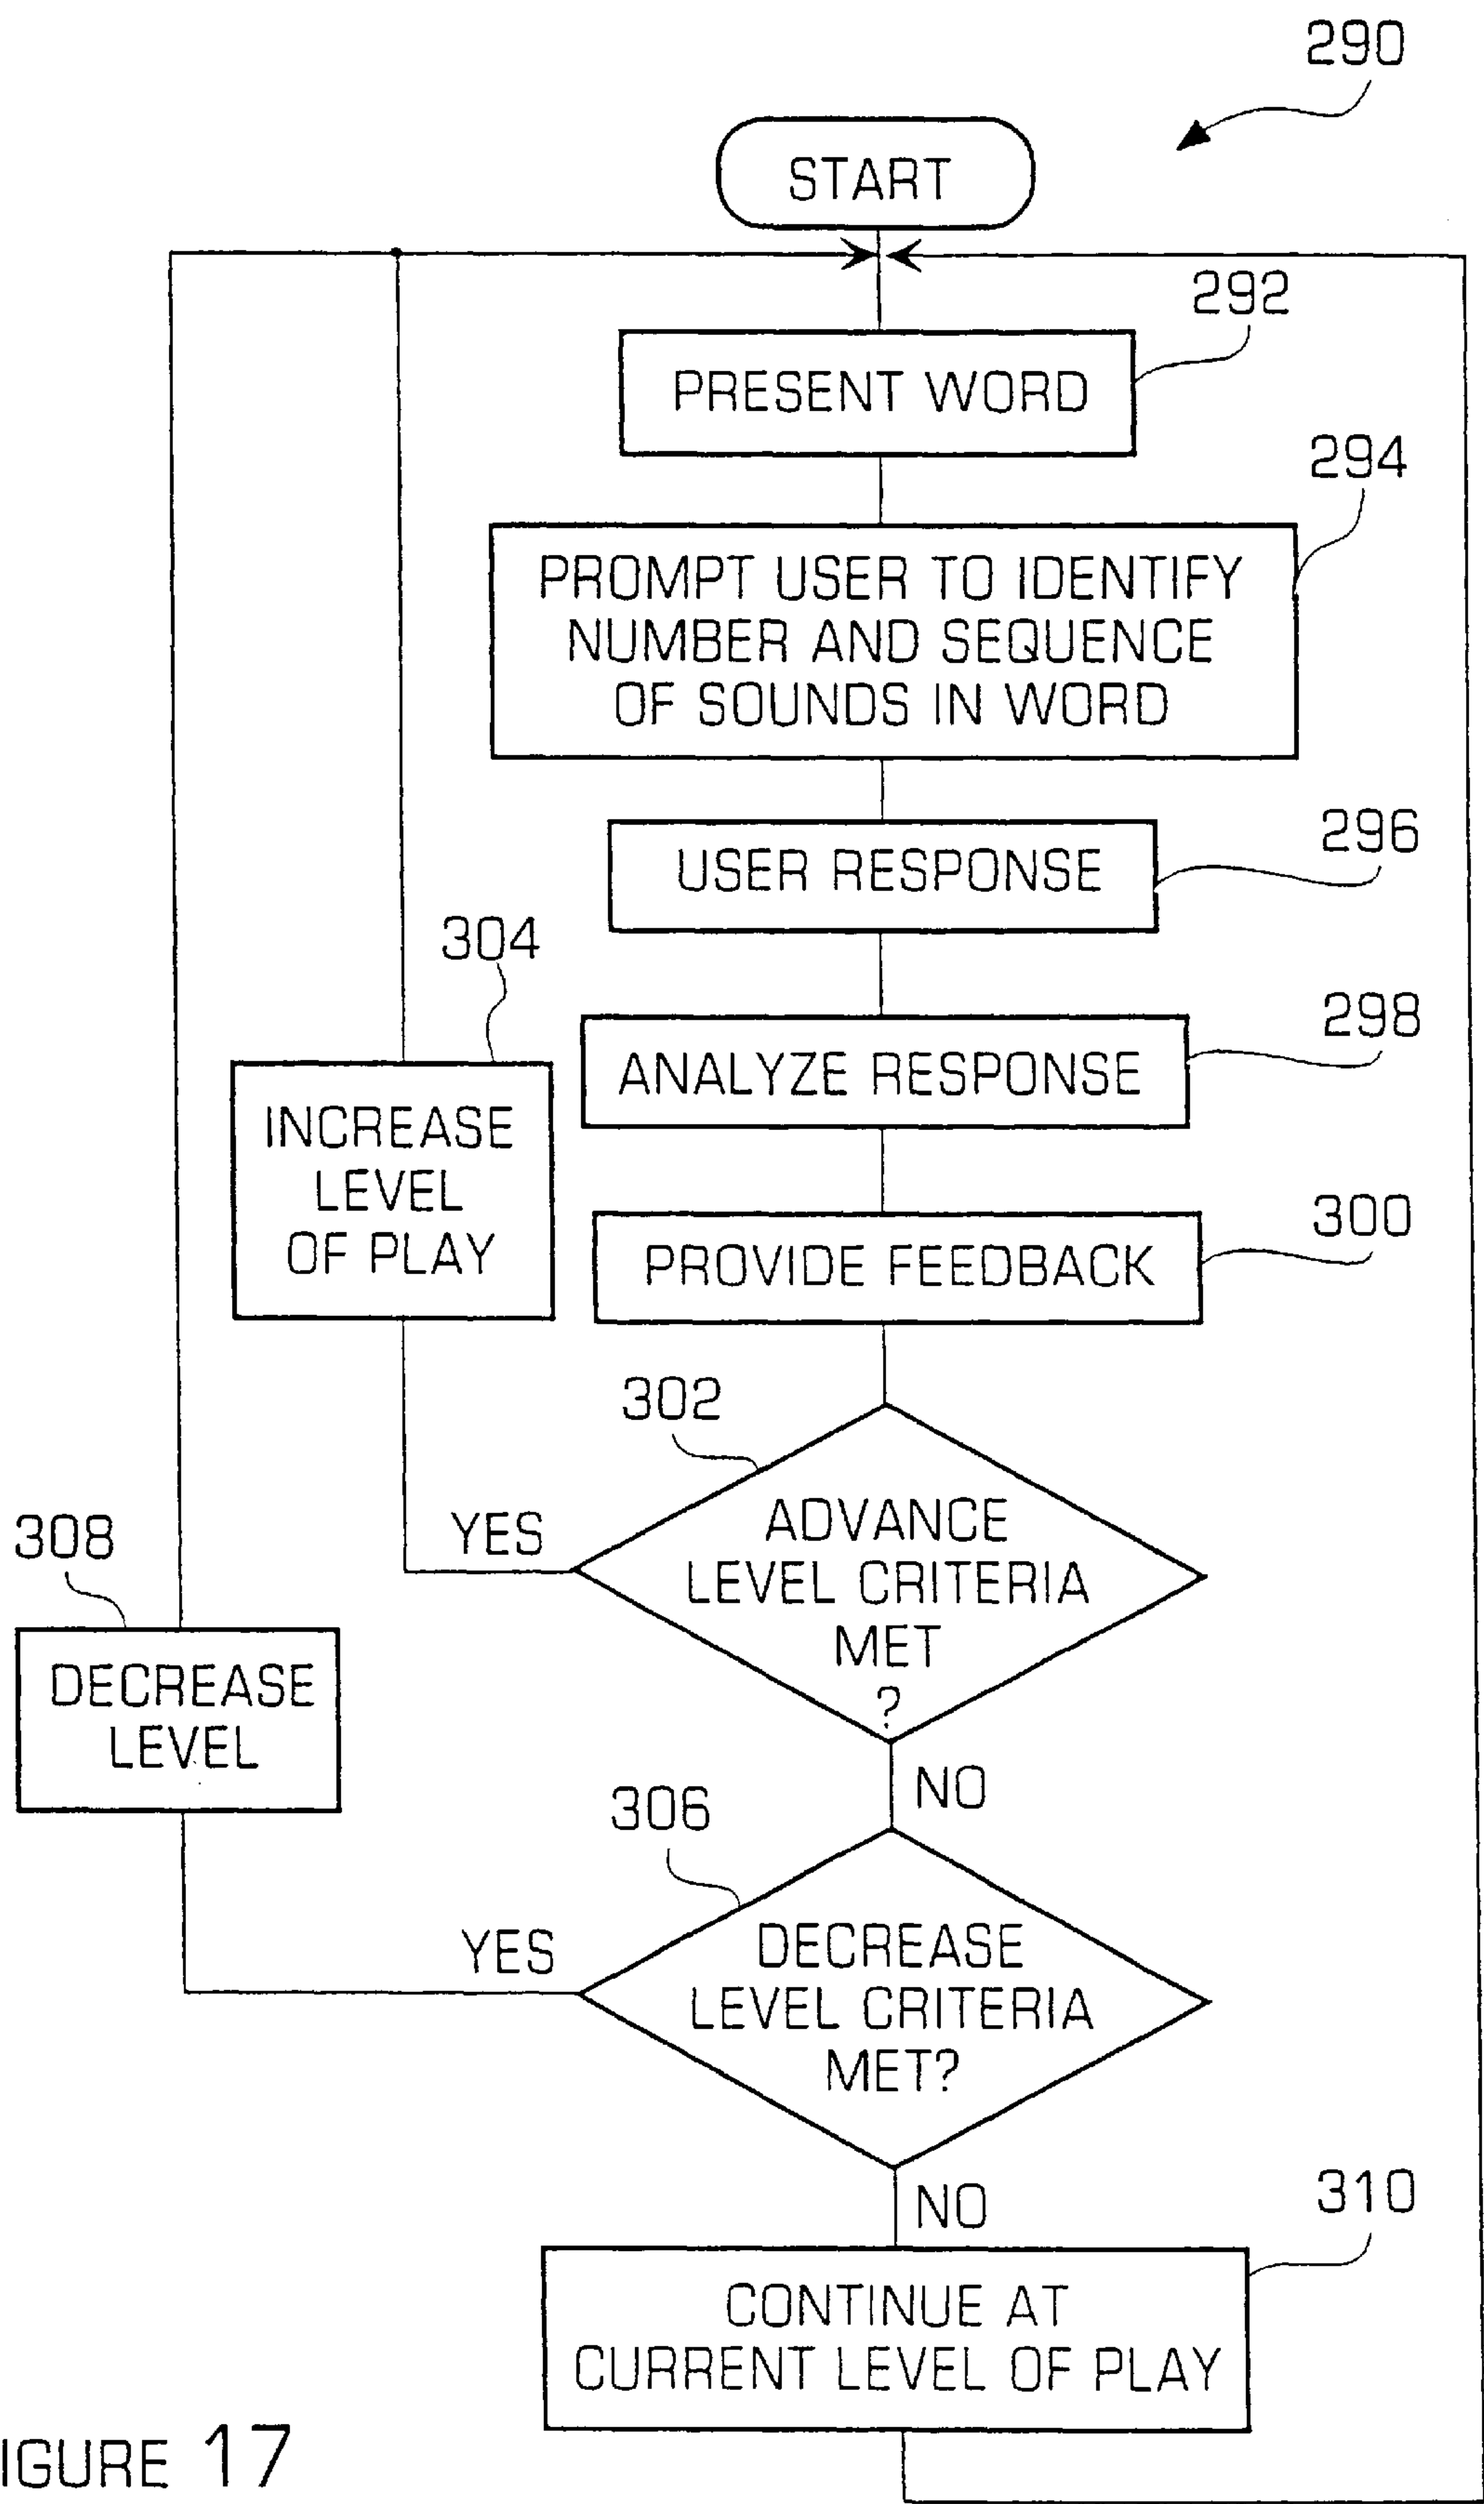 290
START
292
PRESENT WORD
294
PROMPT USER TO IDENTIFY
NUMBER AND SEQUENCE
OF SOUNDS IN WORD
296
USER RESPONSE
304
298
ANALYZE RESPONSE
INCREASE
LEVEL
OF PLAY
300
PROVIDE FEEDBACK
302
ADVANCE
LEVEL CRITERIA
MET
?
YES
308
DECREASE
LEVEL
NO
306
YES
DECREASE
LEVEL CRITERIA
MET?
NO
310
CONTINUE AT
CURRENT LEVEL OF PLAY
IGURE 17